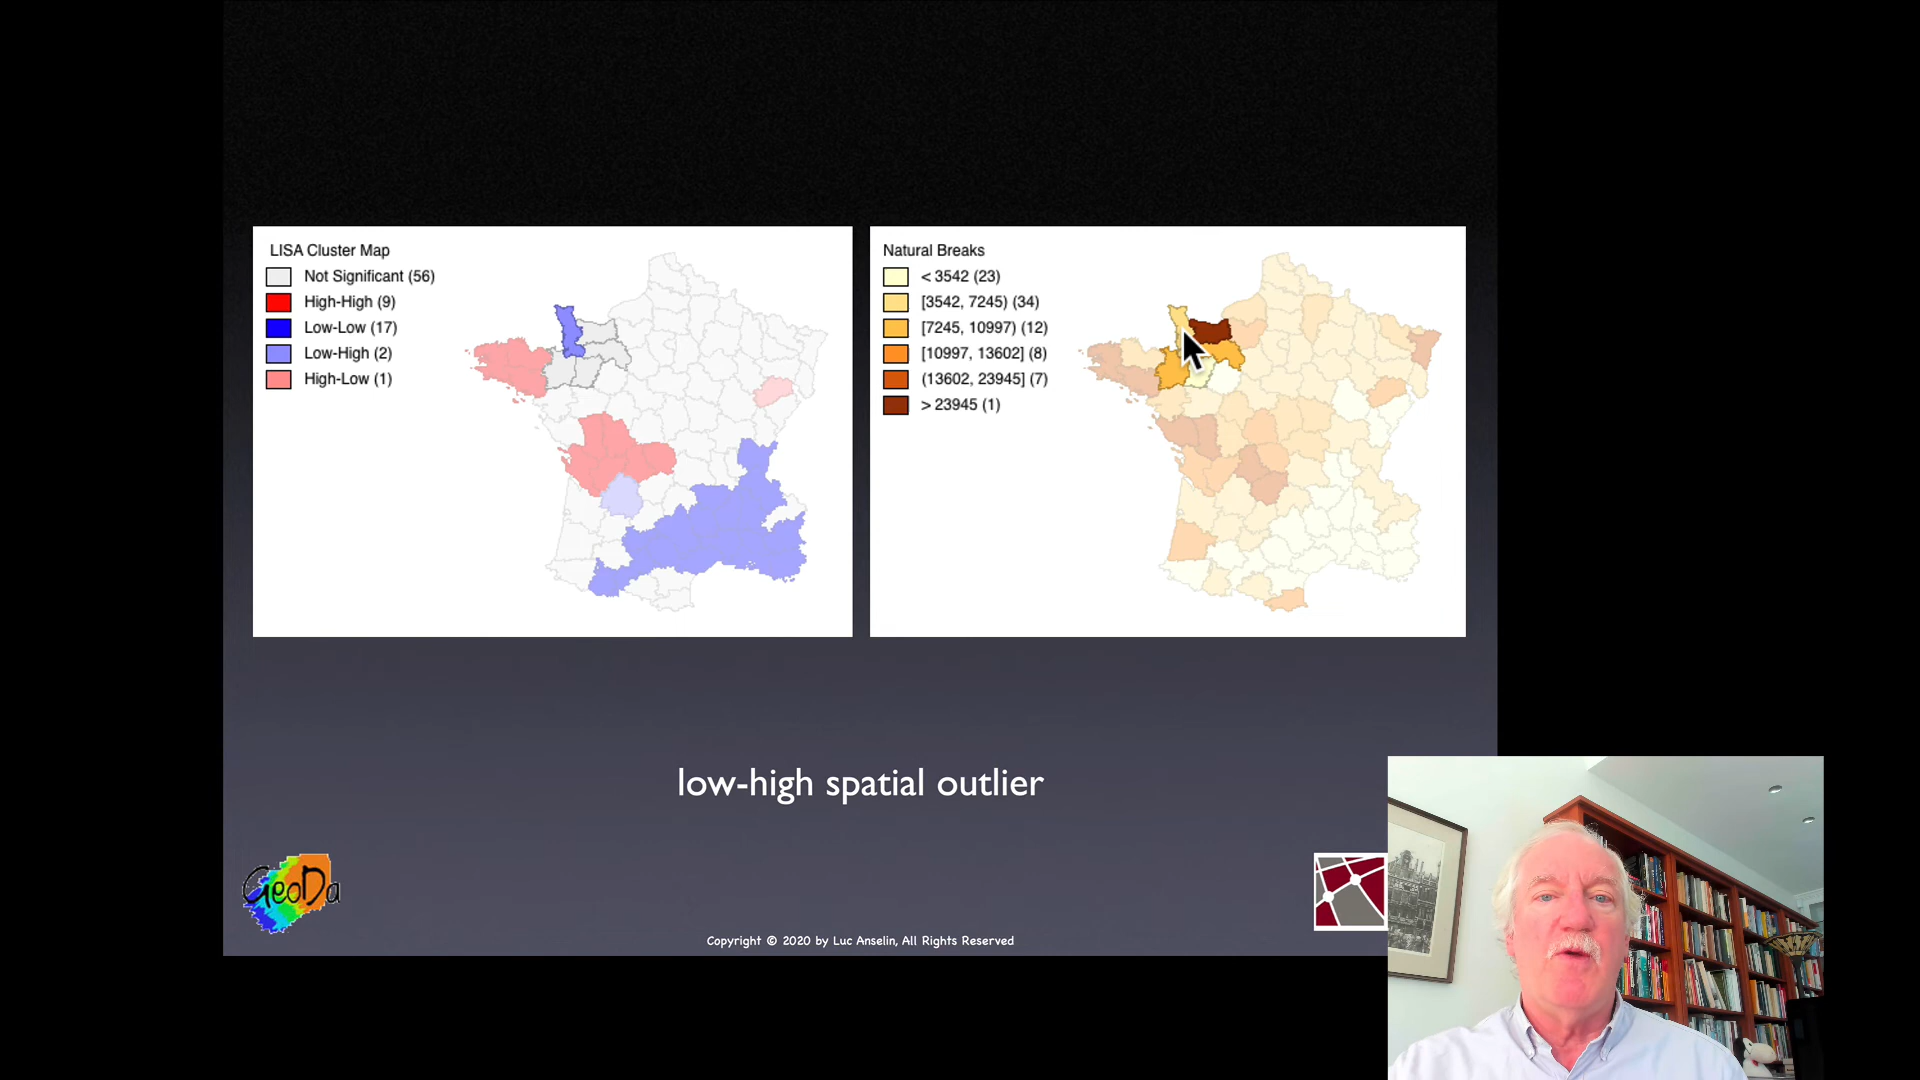 LISA Cluster Map
Not Significant (56)
High-High (9)
Low-Low (17)
Low-High (2)
High-Low (1)
Natural Breaks
< 3542 (23)
[3542, 7245) (34)
[7245, 10997) (12)
[10997, 13602] (8)
(13602, 23945] (7)
> 23945 (1)
low-high spatial outlier
GeoDa
Copyright © 2020 by Luc Anselin, All Rights Reserved